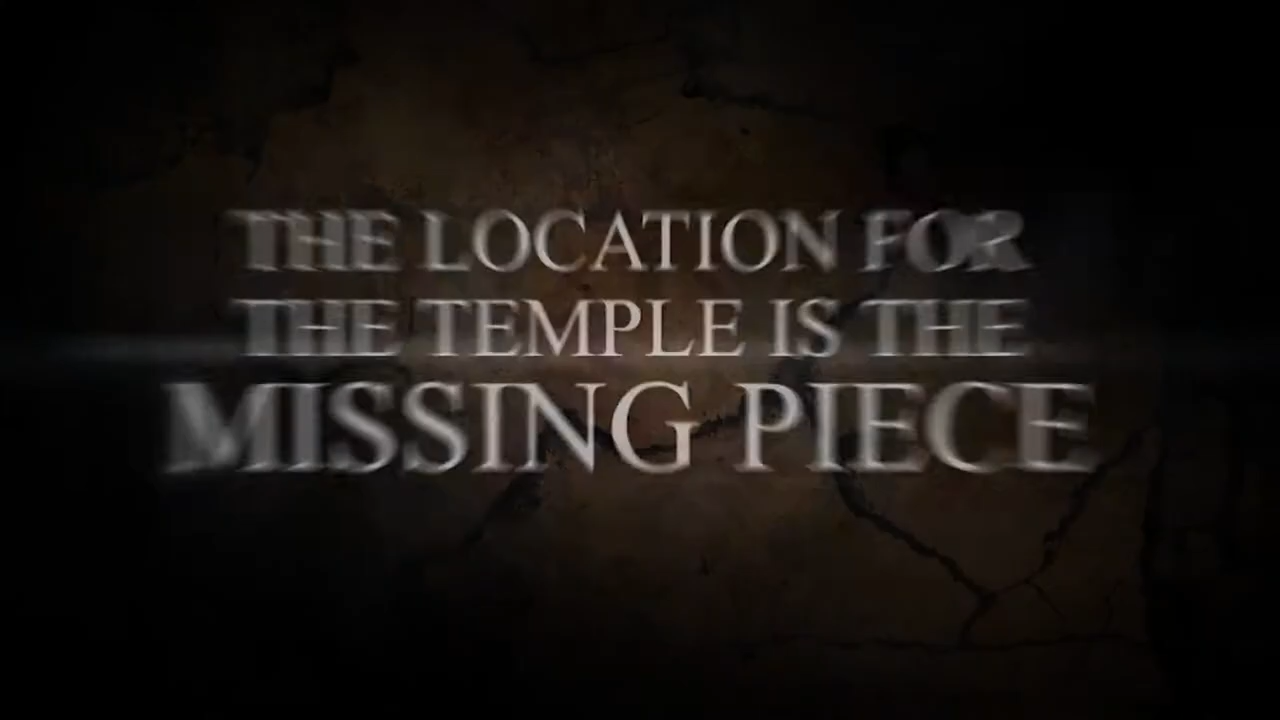 THE LOCATION FOR
THE TEMPLE IS THE
MISSING PIECE